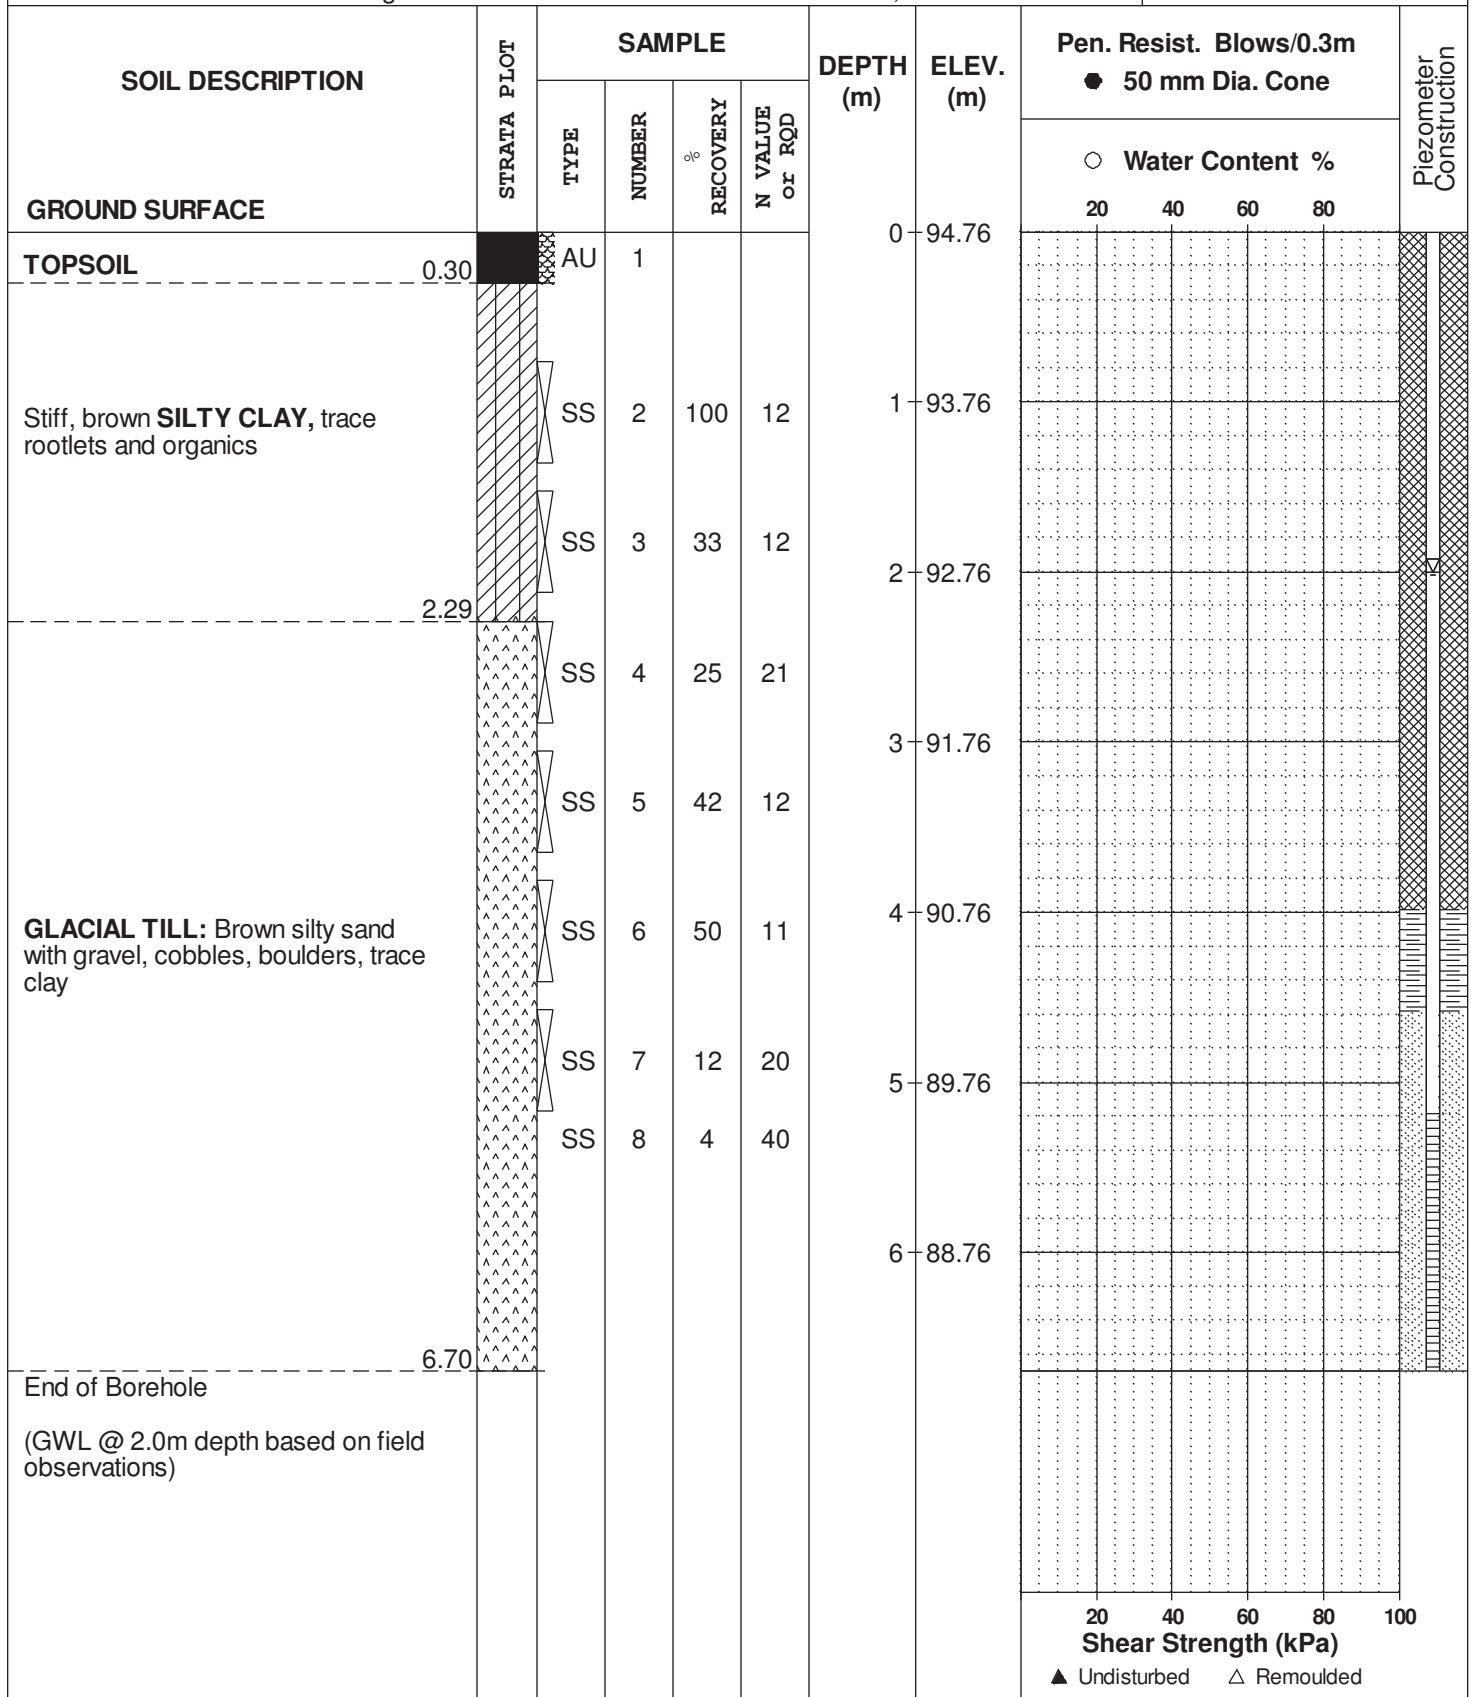 SOIL DESCRIPTION
GROUND SURFACE
STRATA PLOT
SAMPLE
TYPE
NUMBER
%
RECOVERY
N VALUE
or RQD
DEPTH
(m)
ELEV.
(m)
Pen. Resist. Blows/0.3m
● 50 mm Dia. Cone
○ Water Content %
20 40 60 80
Piezometer
Construction
0 94.76
TOPSOIL 0.30 AU 1
1 93.76
Stiff, brown SILTY CLAY, trace
rootlets and organics
SS 2 100 12
SS 3 33 12
2 92.76
2.29
SS 4 25 21
3 91.76
SS 5 42 12
4 90.76
GLACIAL TILL: Brown silty sand
with gravel, cobbles, boulders, trace
clay
SS 6 50 11
SS 7 12 20
5 89.76
SS 8 4 40
6 88.76
6.70
End of Borehole
(GWL @ 2.0m depth based on field
observations)
20 40 60 80 100
Shear Strength (kPa)
▲ Undisturbed △ Remoulded